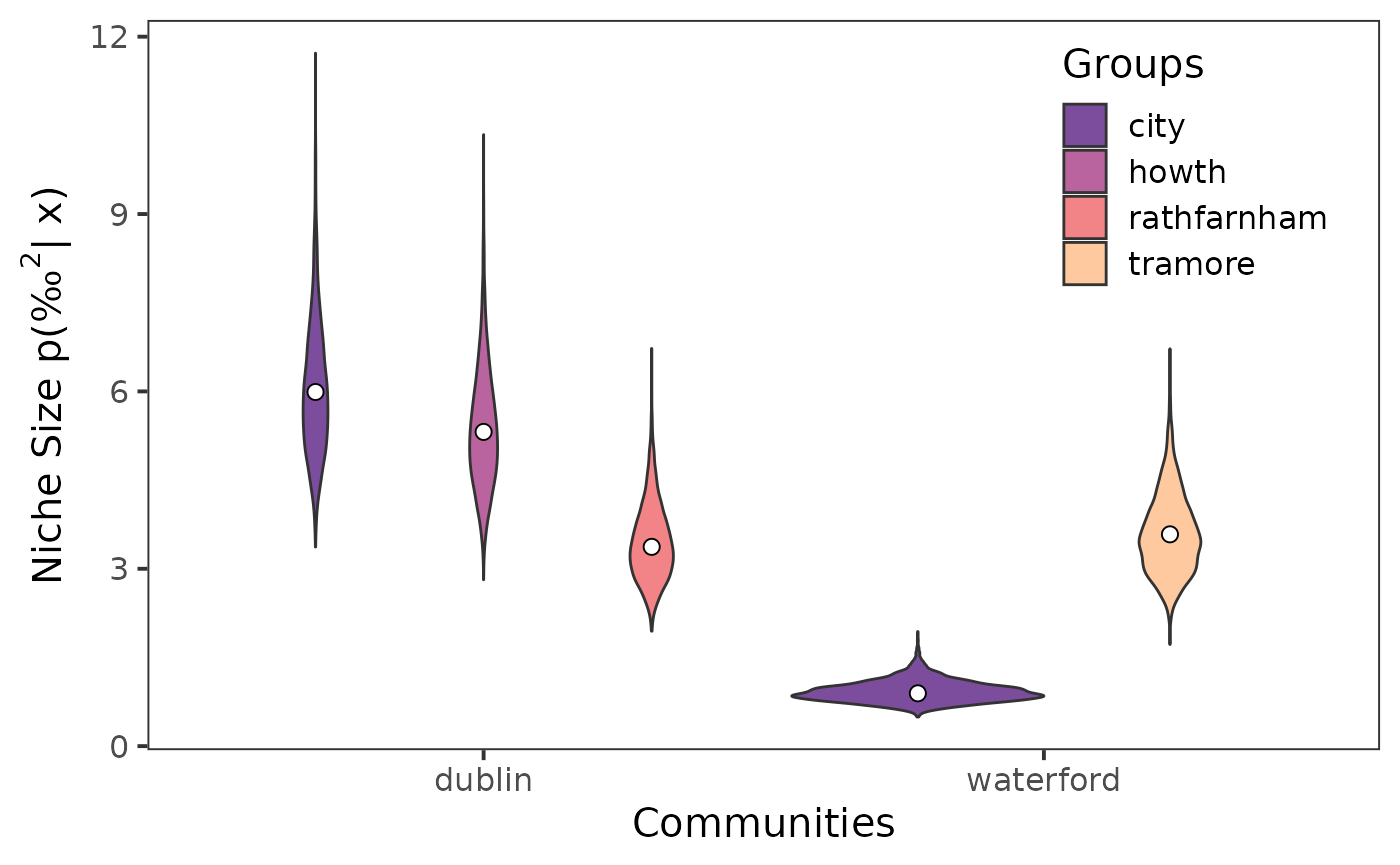 Niche Size p(‰²| x)
12
9
6
3
0
Groups
city
howth
rathfarnham
tramore
dublin
waterford
Communities